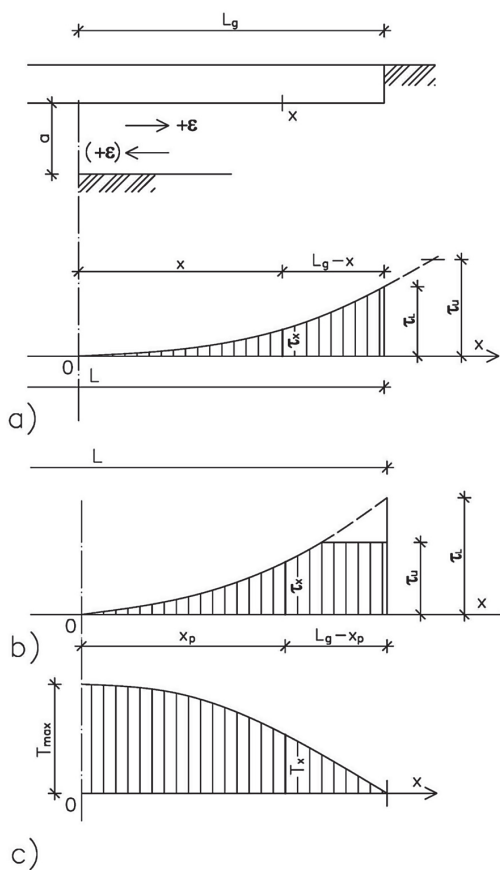 Lg
x
a
+ε
(+ε)
x
Lg-x
τx
τL
τu
0
x
L
a)
L
τx
τu
τL
0
x
b)
xp
Lg-xp
Tmax
Tx
0
x
c)